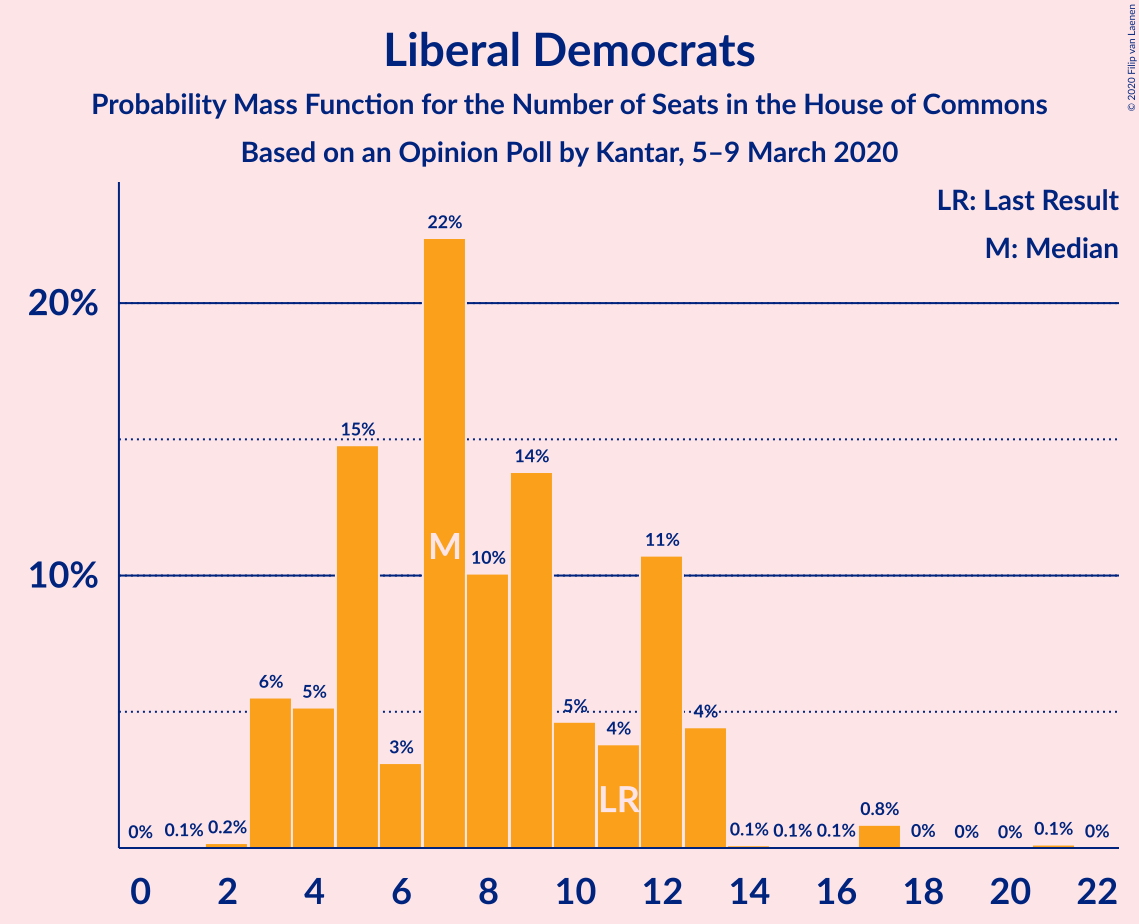 Liberal Democrats
Probability Mass Function for the Number of Seats in the House of Commons
Based on an Opinion Poll by Kantar, 5–9 March 2020
© 2020 Filip van Laenen
LR: Last Result
M: Median
20%
10%
0% 0.1% 0.2% 6% 5% 15% 3% 22% 10% 14% 5% 4% 11% 4% 0.1% 0.1% 0.1% 0.8% 0% 0% 0% 0.1% 0%
M
LR
0 2 4 6 8 10 12 14 16 18 20 22